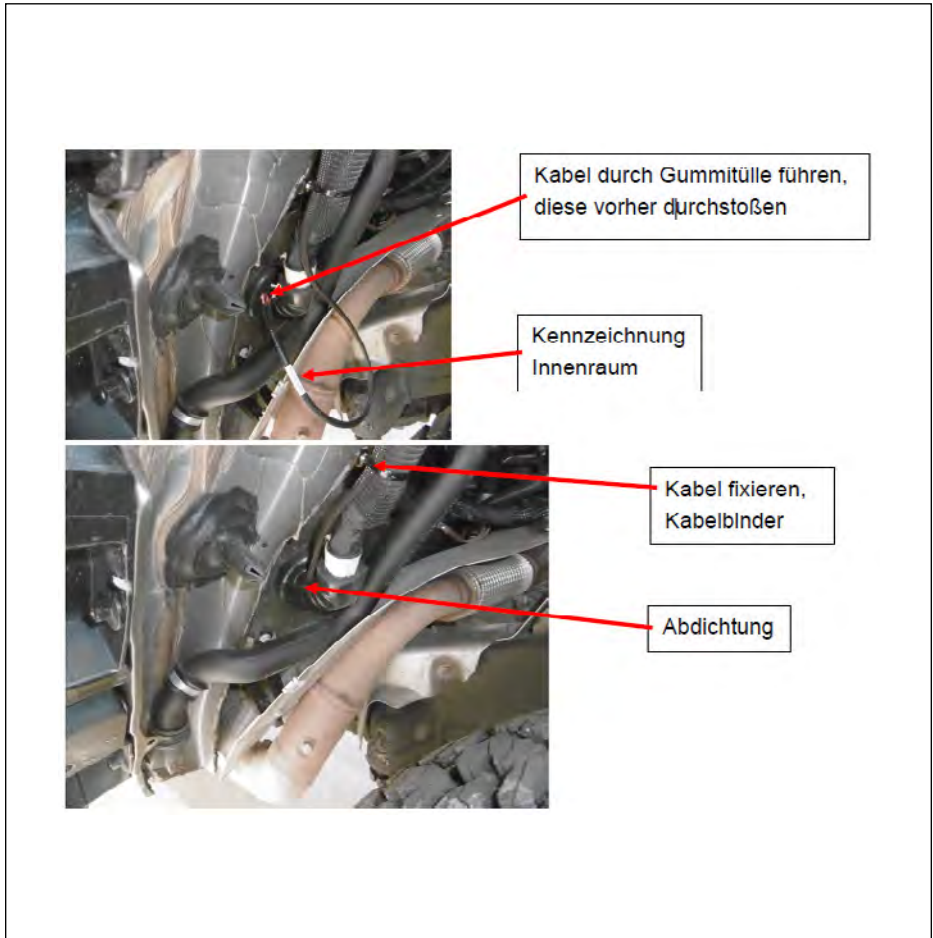 Kabel durch Gummitülle führen,
diese vorher durchstoßen
Kennzeichnung
Innenraum
Kabel fixieren,
Kabelbinder
Abdichtung